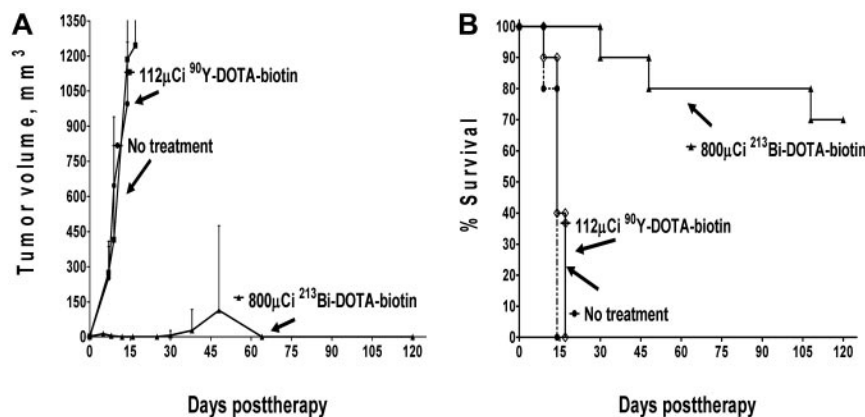 A
Tumor volume, mm³
1350
1200
1050
900
750
600
450
300
150
0
112µCi ⁹⁰Y-DOTA-biotin
No treatment
800µCi ²¹³Bi-DOTA-biotin
0 15 30 45 60 75 90 105 120
Days posttherapy
B
% Survival
100
90
80
70
60
50
40
30
20
10
0
800µCi ²¹³Bi-DOTA-biotin
112µCi ⁹⁰Y-DOTA-biotin
No treatment
0 15 30 45 60 75 90 105 120
Days posttherapy